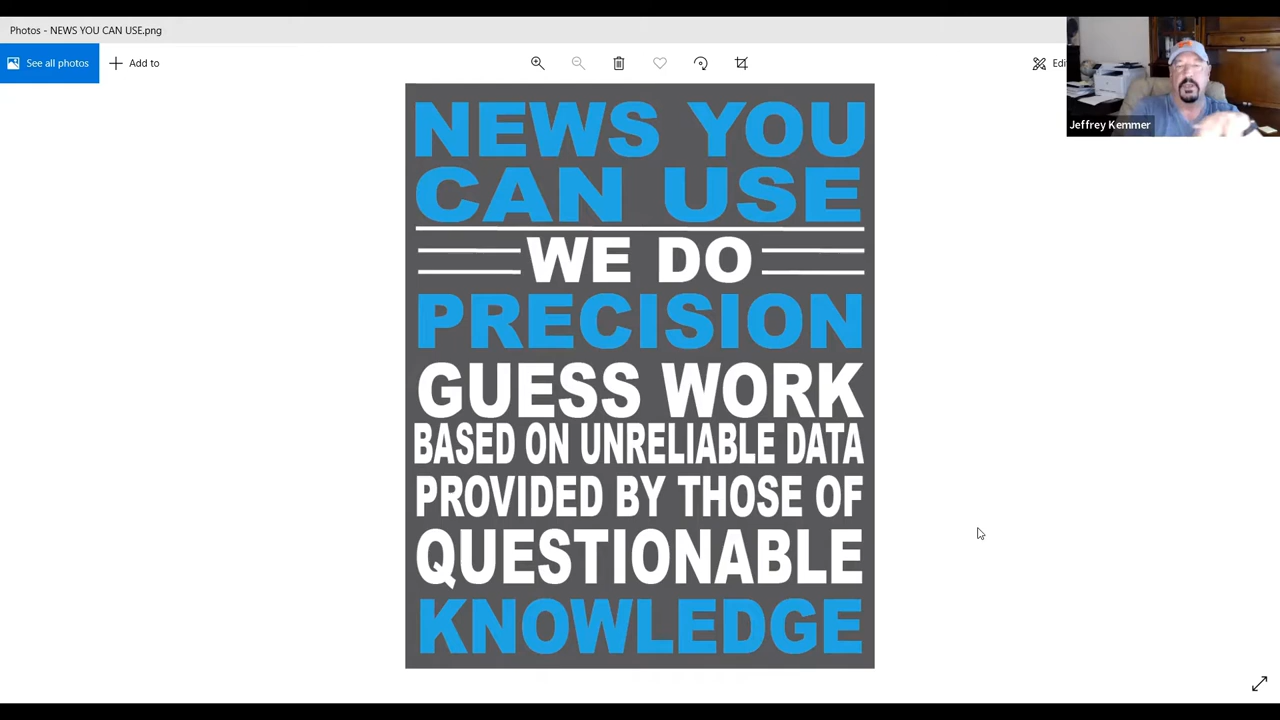 Photos - NEWS YOU CAN USE.png
See all photos
Add to
Edi
Jeffrey Kemmer
NEWS YOU
CAN USE
WE DO
PRECISION
GUESS WORK
BASED ON UNRELIABLE DATA
PROVIDED BY THOSE OF
QUESTIONABLE
KNOWLEDGE